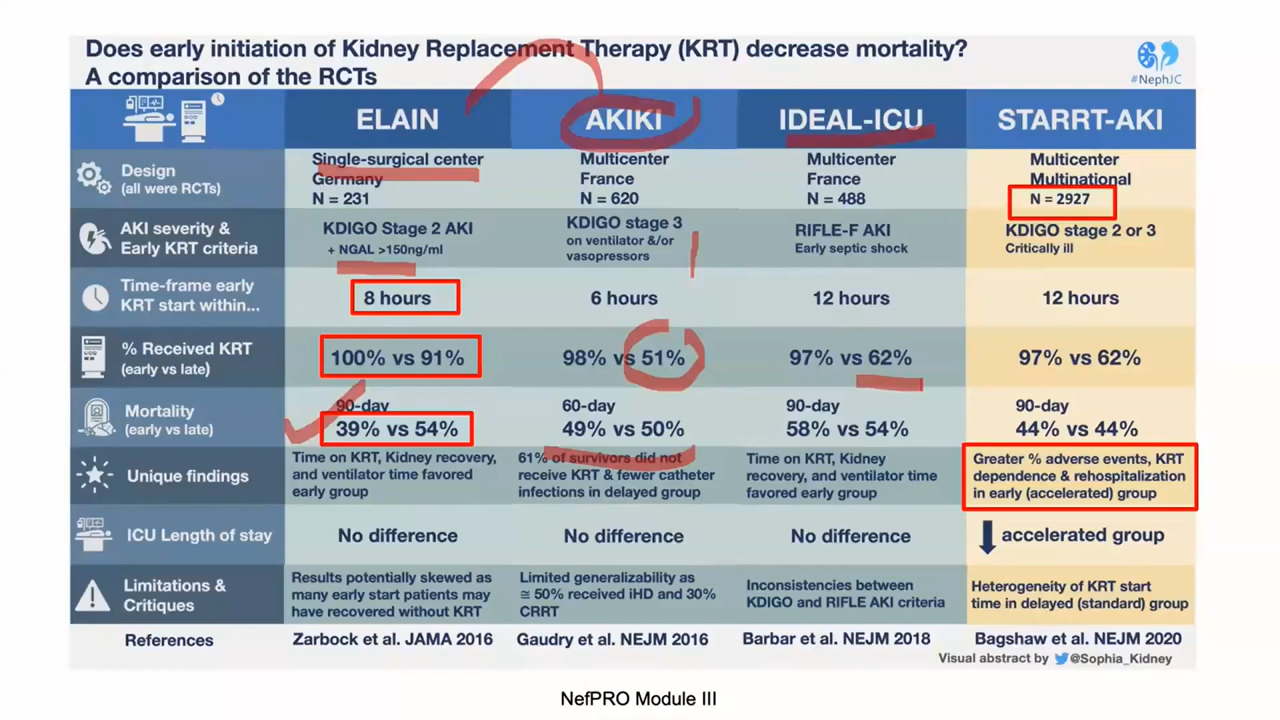 Does early initiation of Kidney Replacement Therapy (KRT) decrease mortality?
A comparison of the RCTs
#NephJC
ELAIN
AKIKI
IDEAL-ICU
STARRT-AKI
Design
(all were RCTs)
Single-surgical center
Germany
N = 231
Multicenter
France
N = 620
Multicenter
France
N = 488
Multicenter
Multinational
N = 2927
AKI severity &
Early KRT criteria
KDIGO Stage 2 AKI
+ NGAL >150ng/ml
KDIGO stage 3
on ventilator &/or
vasopressors
RIFLE-F AKI
Early septic shock
KDIGO stage 2 or 3
Critically ill
Time-frame early
KRT start within...
8 hours
6 hours
12 hours
12 hours
% Received KRT
(early vs late)
100% vs 91%
98% vs 51%
97% vs 62%
97% vs 62%
Mortality
(early vs late)
90-day
39% vs 54%
60-day
49% vs 50%
90-day
58% vs 54%
90-day
44% vs 44%
Unique findings
Time on KRT, Kidney recovery,
and ventilator time favored
early group
61% of survivors did not
receive KRT & fewer catheter
infections in delayed group
Time on KRT, Kidney
recovery, and ventilator time
favored early group
Greater % adverse events, KRT
dependence & rehospitalization
in early (accelerated) group
ICU Length of stay
No difference
No difference
No difference
accelerated group
Limitations &
Critiques
Results potentially skewed as
many early start patients may
have recovered without KRT
Limited generalizability as
≅ 50% received iHD and 30%
CRRT
Inconsistencies between
KDIGO and RIFLE AKI criteria
Heterogeneity of KRT start
time in delayed (standard) group
References
Zarbock et al. JAMA 2016
Gaudry et al. NEJM 2016
Barbar et al. NEJM 2018
Bagshaw et al. NEJM 2020
Visual abstract by @Sophia_Kidney
NefPRO Module III